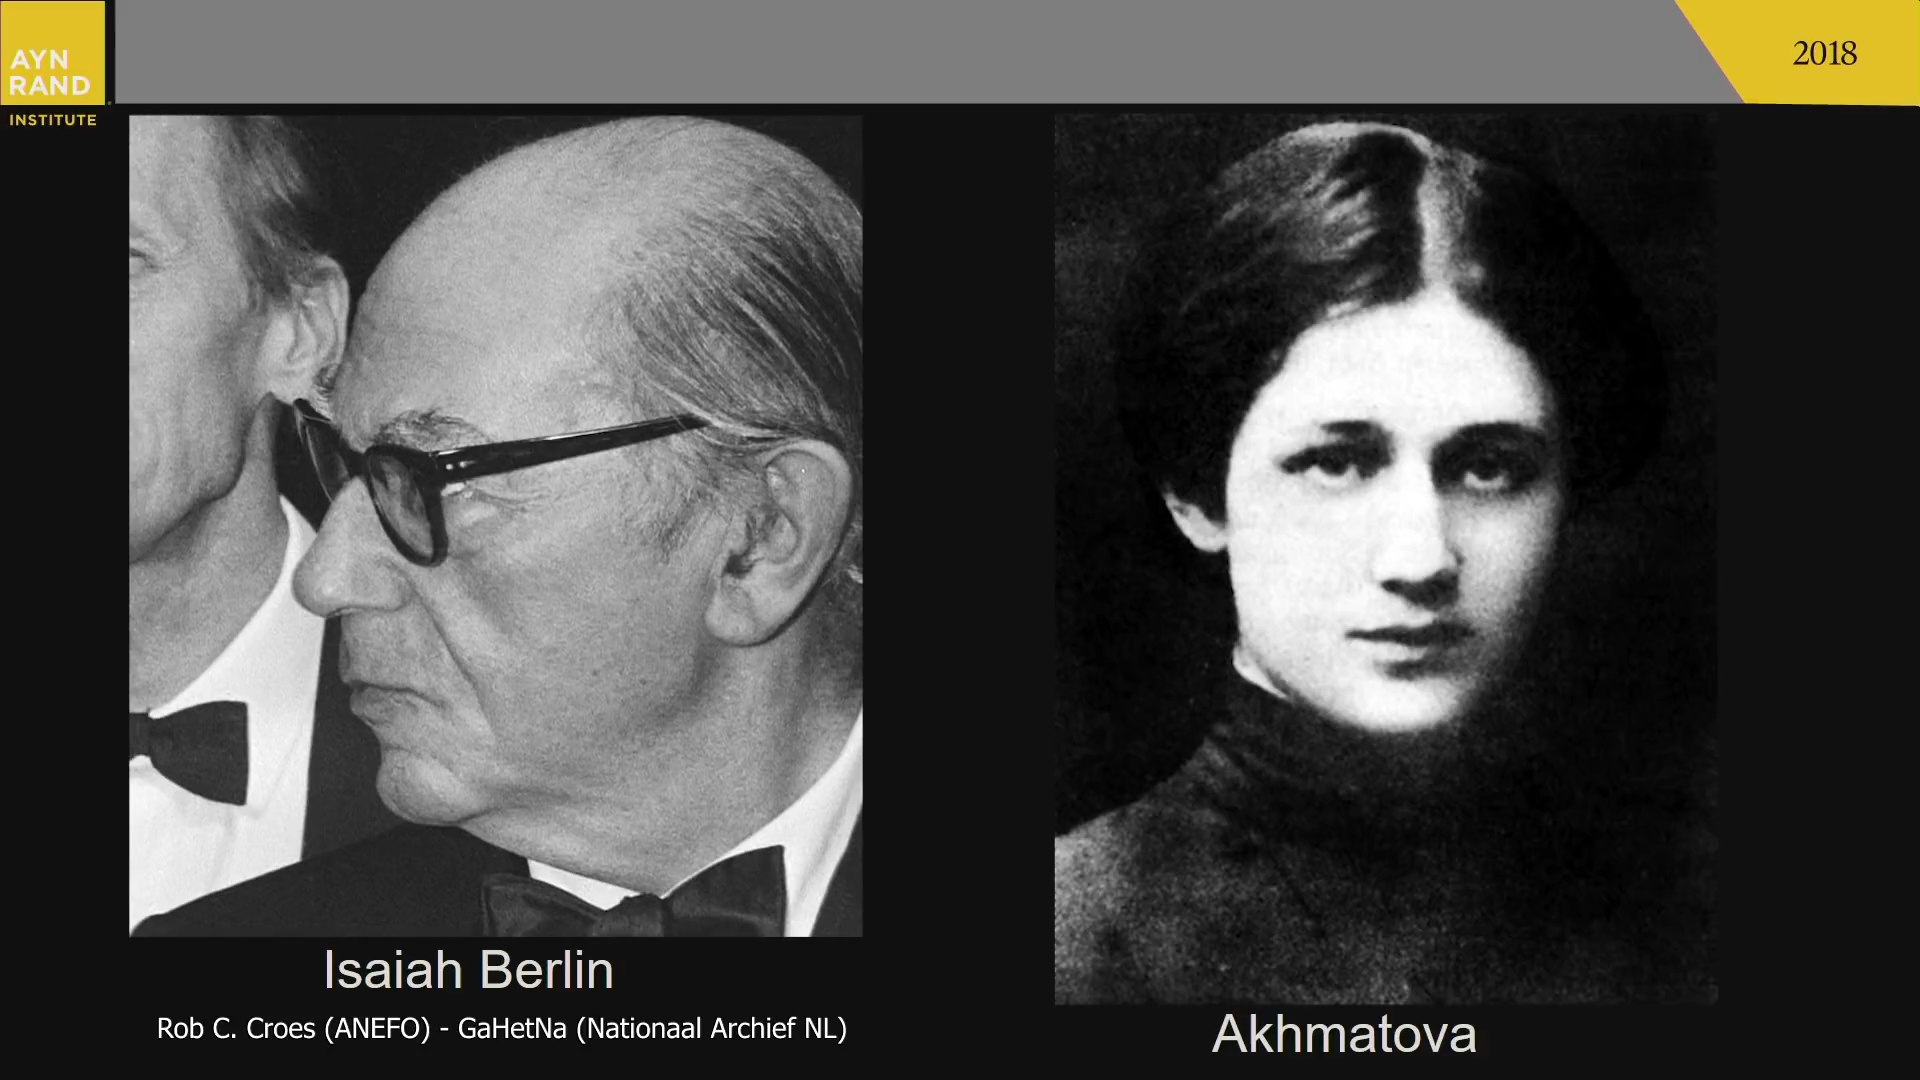 AYN
RAND
INSTITUTE
2018
Isaiah Berlin
Rob C. Croes (ANEFO) - GaHetNa (Nationaal Archief NL)
Akhmatova